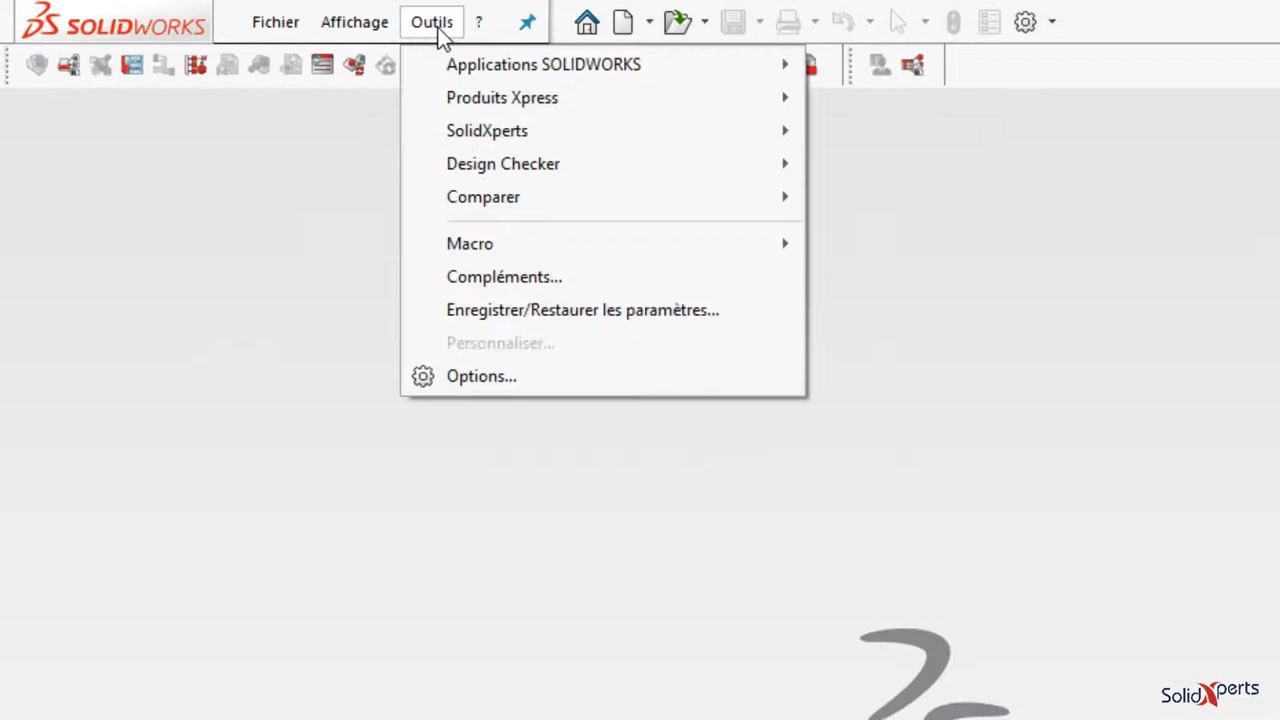 SOLIDWORKS
Fichier Affichage Outils ?
Applications SOLIDWORKS
Produits Xpress
SolidXperts
Design Checker
Comparer
Macro
Compléments...
Enregistrer/Restaurer les paramètres...
Personnaliser...
Options...
SolidXperts